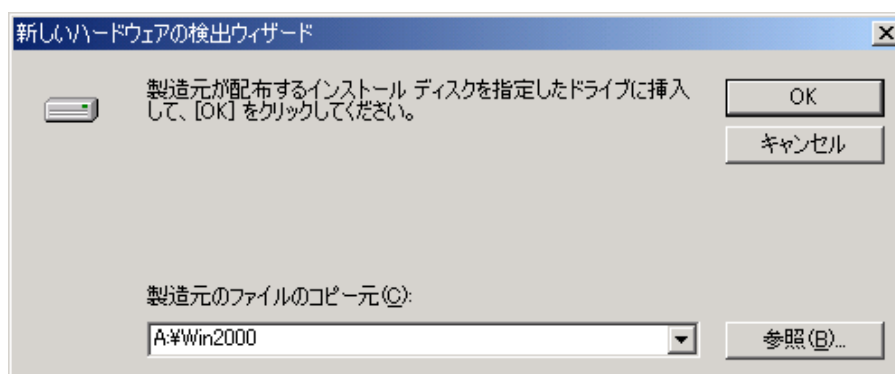 新しいハードウェアの検出ウィザード
製造元が配布するインストール ディスクを指定したドライブに挿入
して、[OK] をクリックしてください。
OK
キャンセル
製造元のファイルのコピー元(C):
A:¥Win2000
参照(B)...